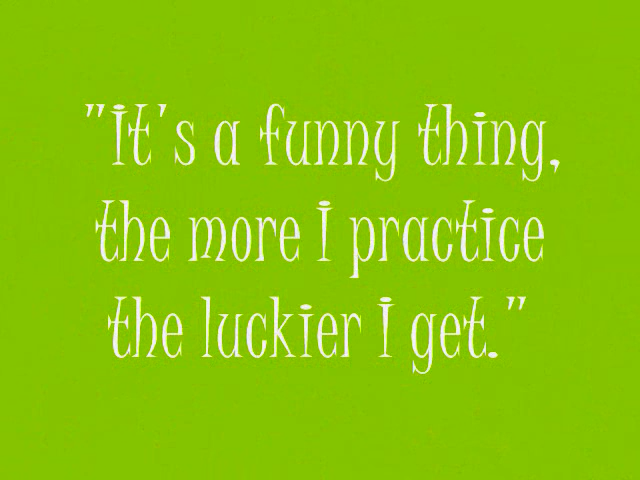 "It's a funny thing,
the more I practice
the luckier I get."